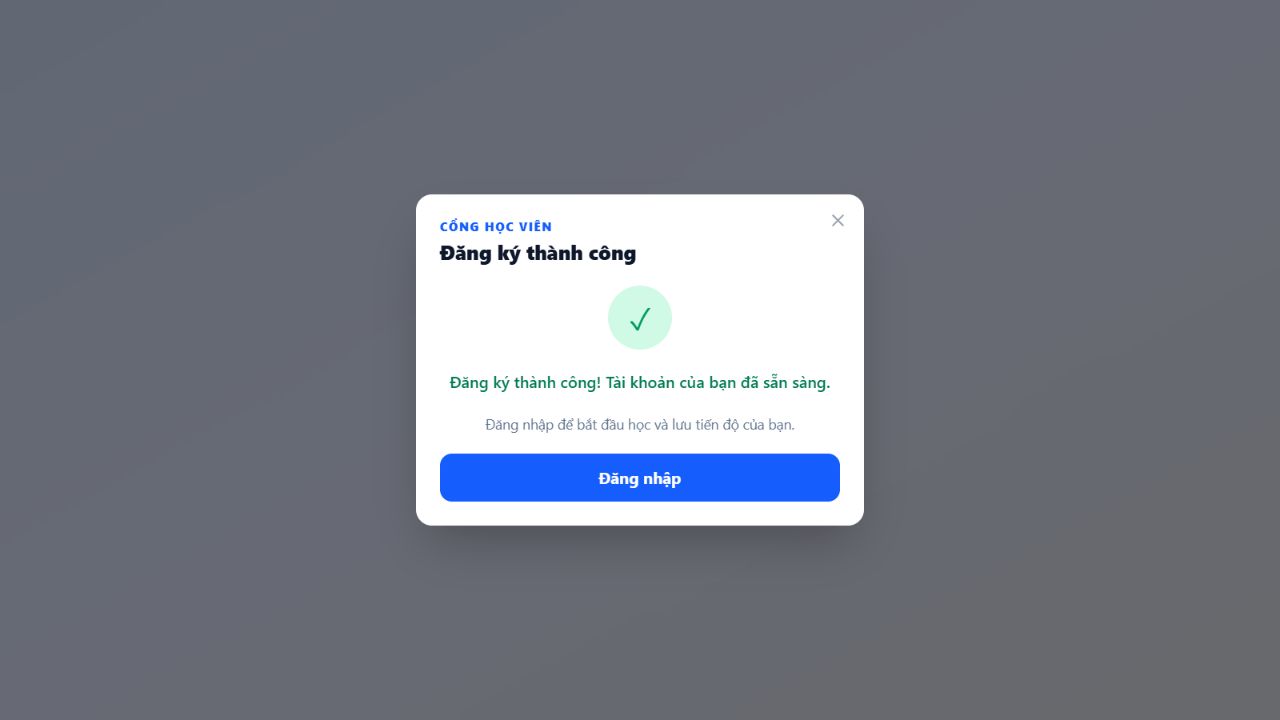 CỔNG HỌC VIÊN
Đăng ký thành công
Đăng ký thành công! Tài khoản của bạn đã sẵn sàng.
Đăng nhập để bắt đầu học và lưu tiến độ của bạn.
Đăng nhập